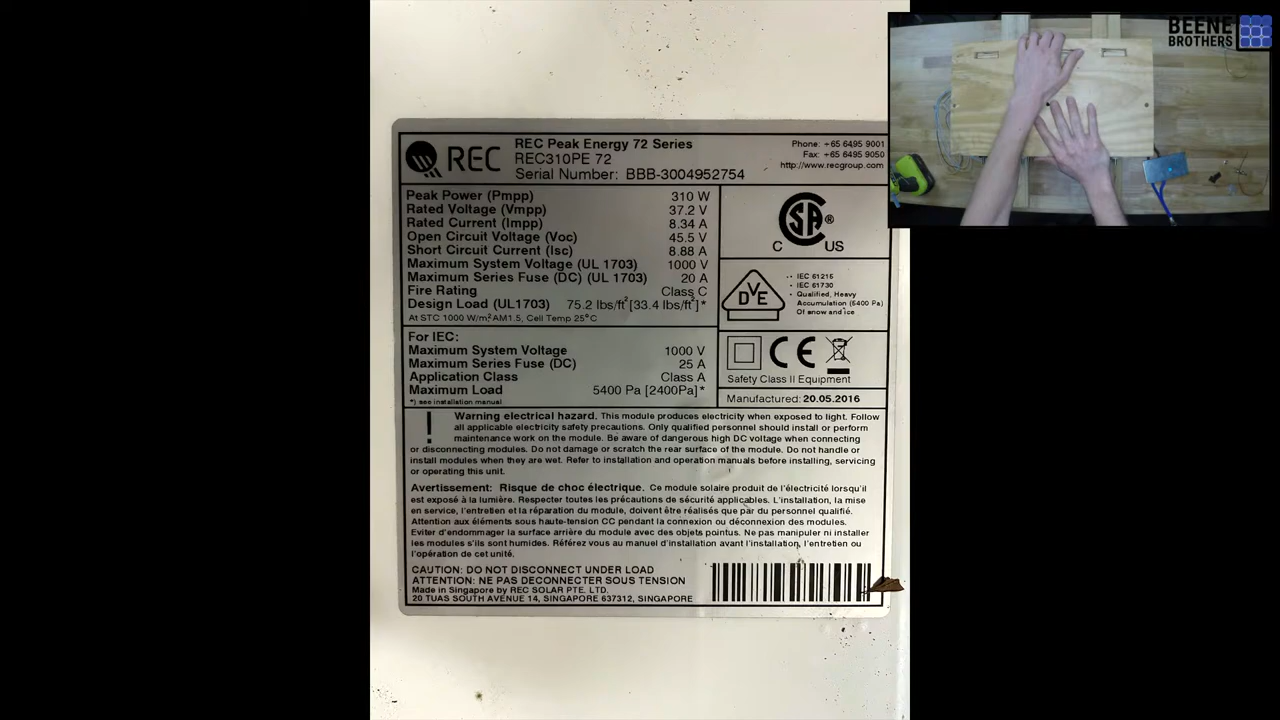 BEENE
BROTHERS
REC
REC Peak Energy 72 Series
REC310PE 72
Serial Number: BBB-3004952754
Phone: +65 6495 9001
Fax: +65 6495 9050
http://www.recgroup.com
Peak Power (Pmpp) 310 W
Rated Voltage (Vmpp) 37.2 V
Rated Current (Impp) 8.34 A
Open Circuit Voltage (Voc) 45.5 V
Short Circuit Current (Isc) 8.88 A
Maximum System Voltage (UL 1703) 1000 V
Maximum Series Fuse (DC) (UL 1703) 20 A
Fire Rating Class C
Design Load (UL1703) 75.2 lbs/ft²[33.4 lbs/ft²]*
At STC 1000 W/m², AM1.5, Cell Temp 25°C
SA®
C US
DVE
IEC 61215
IEC 61730
Qualified, Heavy
Accumulation (5400 Pa)
Of snow and ice
For IEC:
Maximum System Voltage 1000 V
Maximum Series Fuse (DC) 25 A
Application Class Class A
Maximum Load 5400 Pa [2400Pa]*
*) see installation manual
CE
Safety Class II Equipment
Manufactured: 20.05.2016
! Warning electrical hazard. This module produces electricity when exposed to light. Follow
all applicable electricity safety precautions. Only qualified personnel should install or perform
maintenance work on the module. Be aware of dangerous high DC voltage when connecting
or disconnecting modules. Do not damage or scratch the rear surface of the module. Do not handle or
install modules when they are wet. Refer to installation and operation manuals before installing, servicing
or operating this unit.
Avertissement: Risque de choc électrique. Ce module solaire produit de l'électricité lorsqu'il
est exposé à la lumière. Respecter toutes les précautions de sécurité applicables. L'installation, la mise
en service, l'entretien et la réparation du module, doivent être réalisés que par du personnel qualifié.
Attention aux éléments sous haute-tension CC pendant la connexion ou déconnexion des modules.
Eviter d'endommager la surface arrière du module avec des objets pointus. Ne pas manipuler ni installer
les modules s'ils sont humides. Référez vous au manuel d'installation avant l'installation, l'entretien ou
l'opération de cet unité.
CAUTION: DO NOT DISCONNECT UNDER LOAD
ATTENTION: NE PAS DECONNECTER SOUS TENSION
Made in Singapore by REC SOLAR PTE. LTD.
20 TUAS SOUTH AVENUE 14, SINGAPORE 637312, SINGAPORE